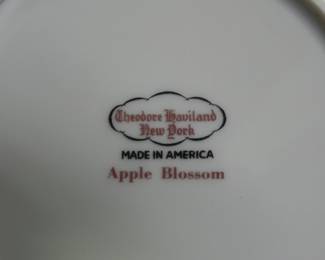 Theodore Haviland
New York
MADE IN AMERICA
Apple Blossom